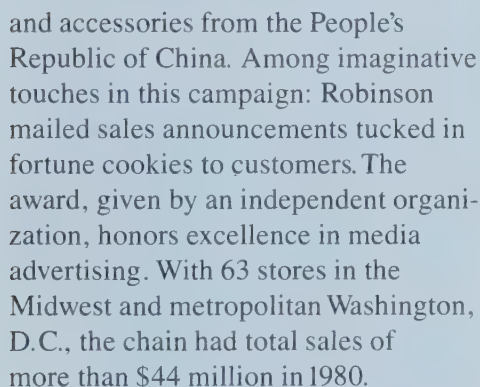 and accessories from the People's
Republic of China. Among imaginative
touches in this campaign: Robinson
mailed sales announcements tucked in
fortune cookies to customers. The
award, given by an independent organi-
zation, honors excellence in media
advertising. With 63 stores in the
Midwest and metropolitan Washington,
D.C., the chain had total sales of
more than $44 million in 1980.